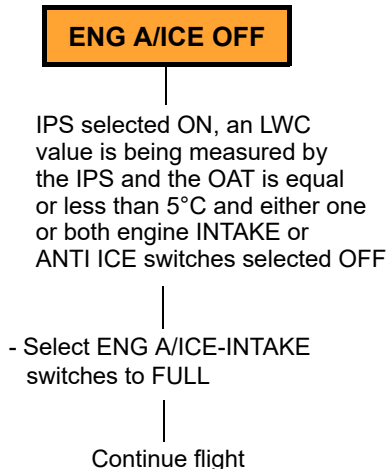 ENG A/ICE OFF
IPS selected ON, an LWC
value is being measured by
the IPS and the OAT is equal
or less than 5°C and either one
or both engine INTAKE or
ANTI ICE switches selected OFF
- Select ENG A/ICE-INTAKE
switches to FULL
Continue flight